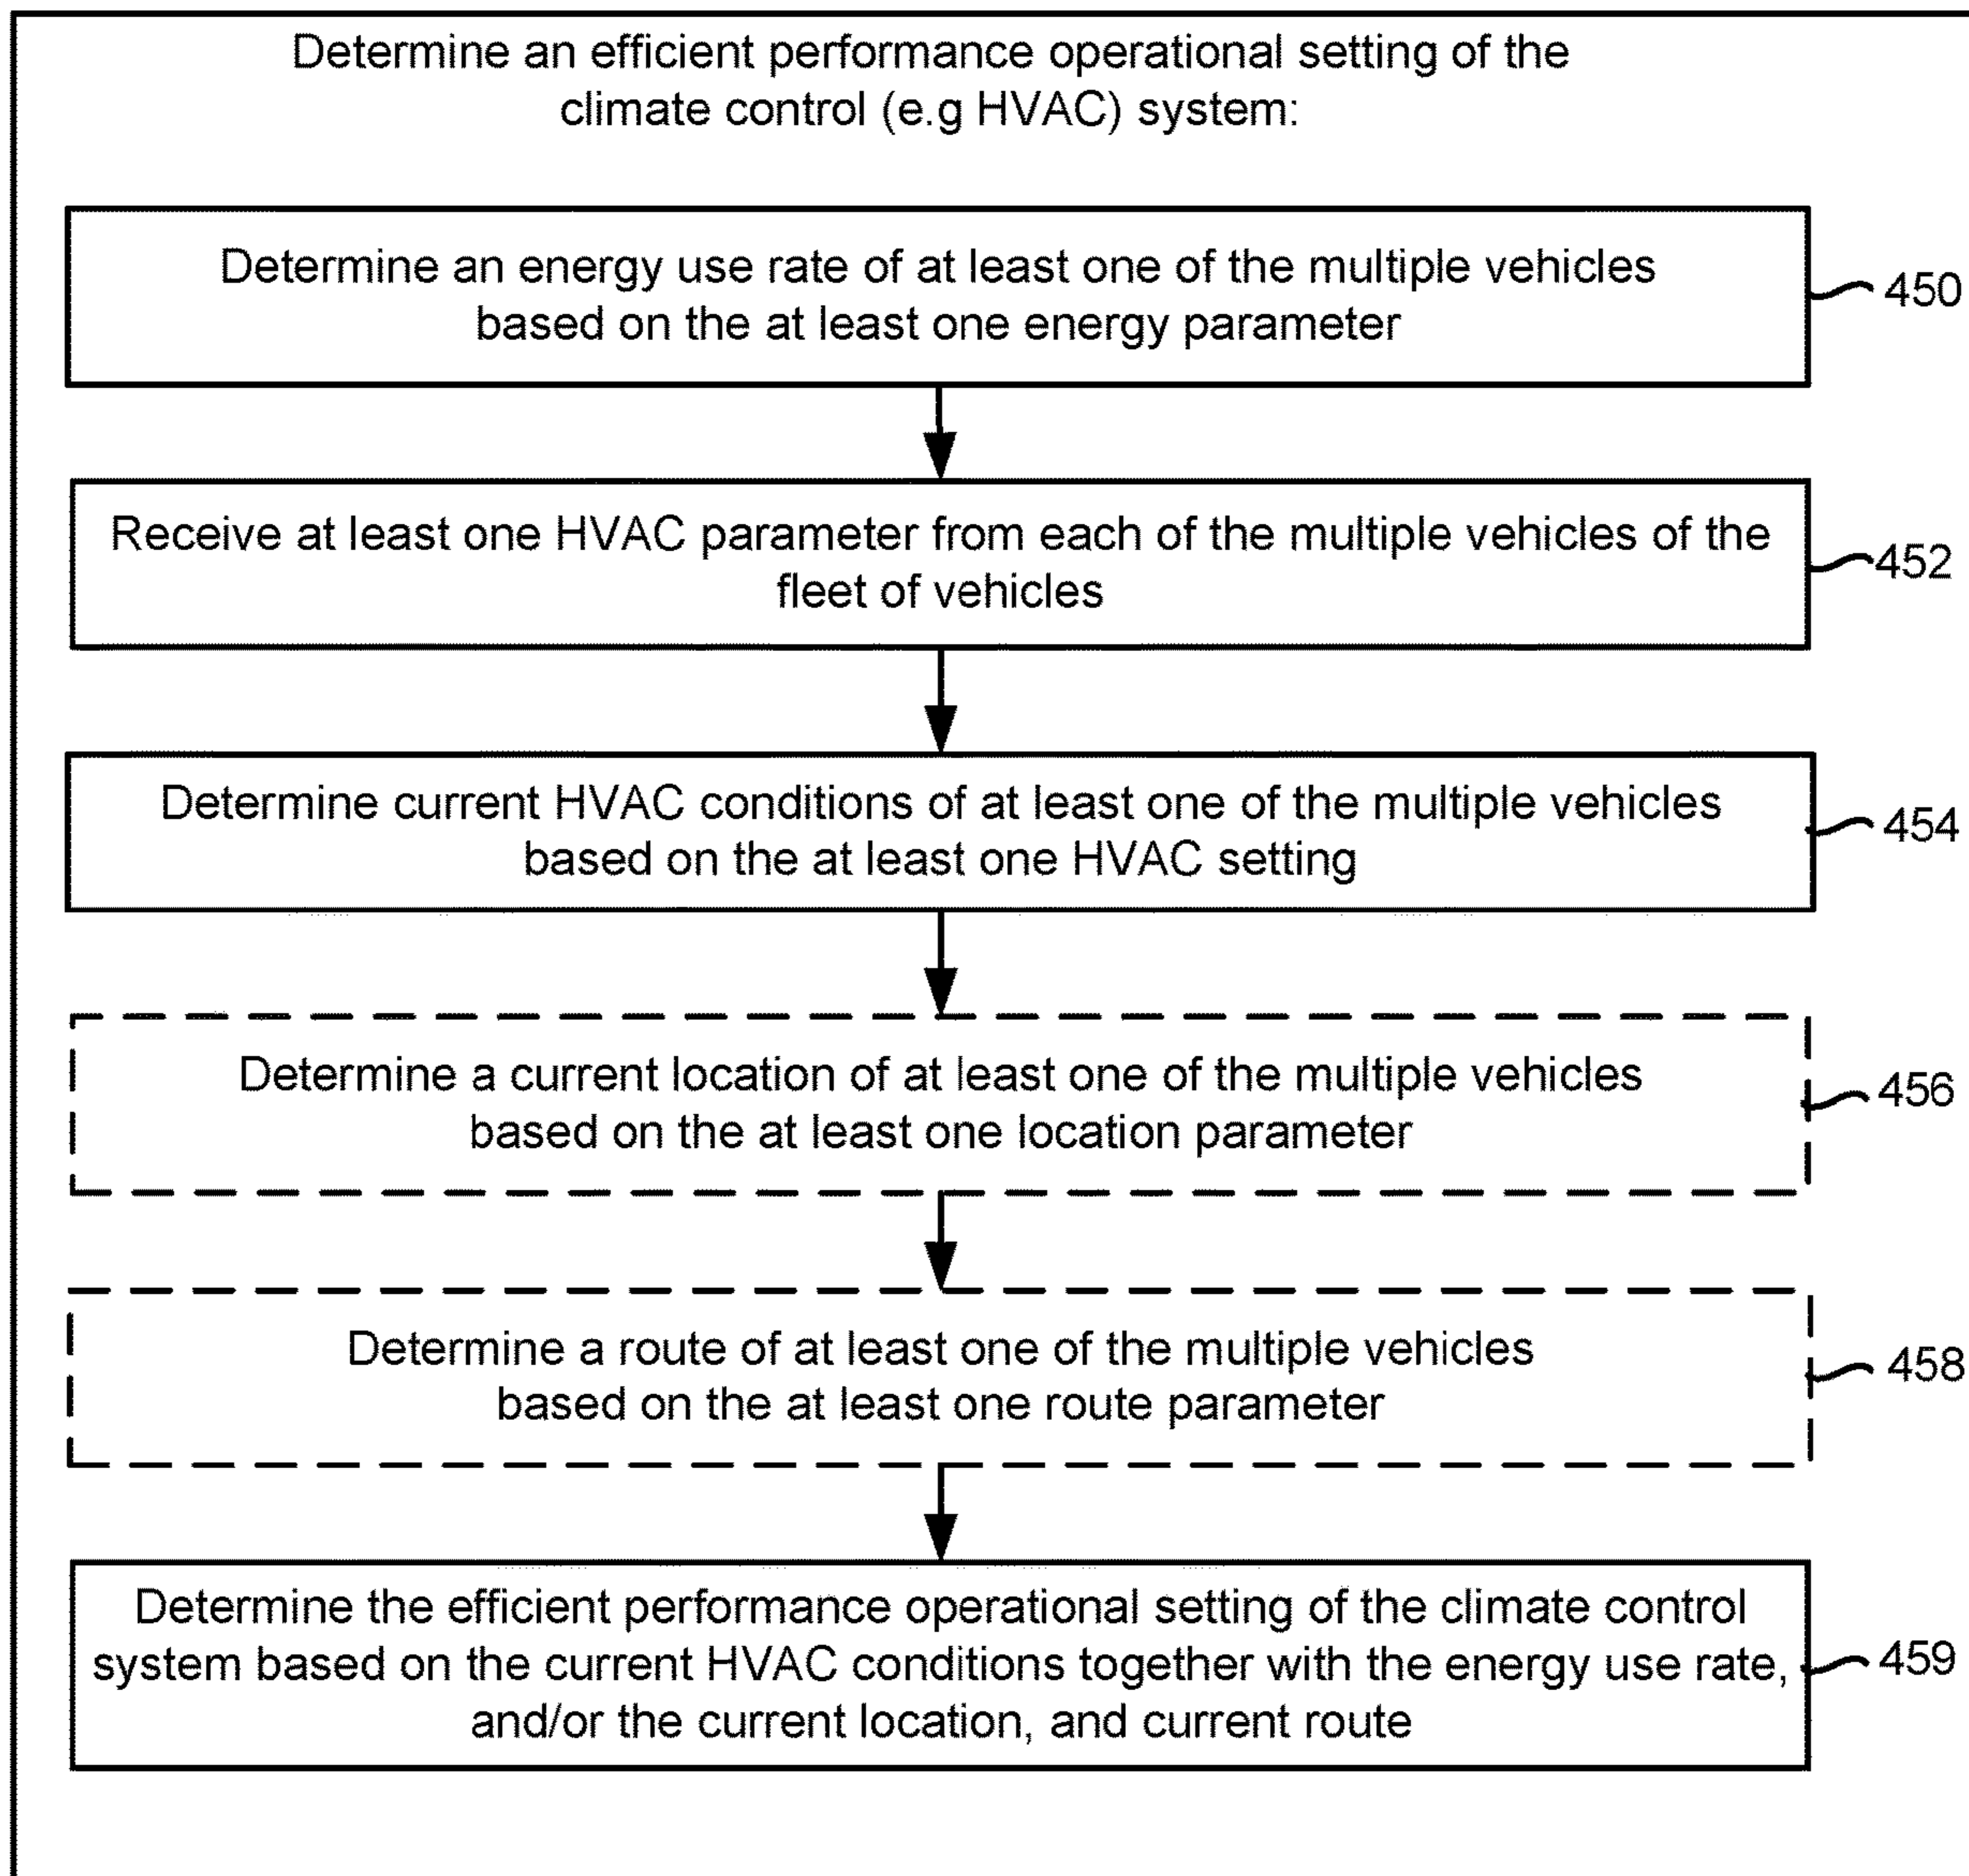 Determine an efficient performance operational setting of the
climate control (e.g HVAC) system:
Determine an energy use rate of at least one of the multiple vehicles
based on the at least one energy parameter
450
Receive at least one HVAC parameter from each of the multiple vehicles of the
fleet of vehicles
452
Determine current HVAC conditions of at least one of the multiple vehicles
based on the at least one HVAC setting
454
Determine a current location of at least one of the multiple vehicles
based on the at least one location parameter
456
Determine a route of at least one of the multiple vehicles
based on the at least one route parameter
458
Determine the efficient performance operational setting of the climate control
system based on the current HVAC conditions together with the energy use rate,
and/or the current location, and current route
459